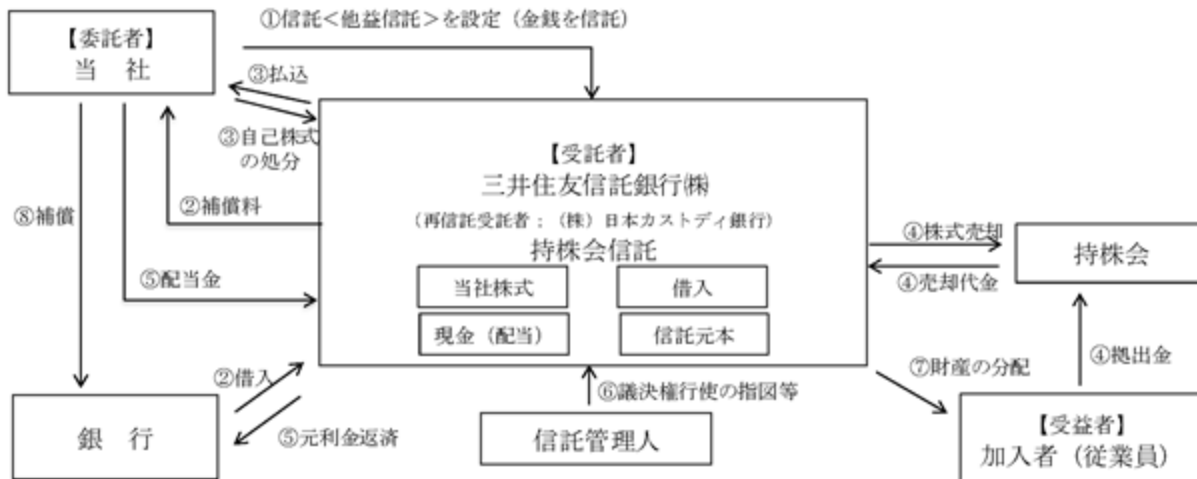 ①信託＜他益信託＞を設定（金銭を信託）
【委託者】
当　社
③払込
③自己株式
の処分
【受託者】
三井住友信託銀行㈱
（再信託受託者：（株）日本カストディ銀行）
持株会信託
当社株式
借入
現金（配当）
信託元本
⑧補償
②補償料
⑤配当金
④株式売却
持株会
④売却代金
②借入
⑥議決権行使の指図等
⑦財産の分配
④拠出金
銀　行
⑤元利金返済
信託管理人
【受益者】
加入者（従業員）